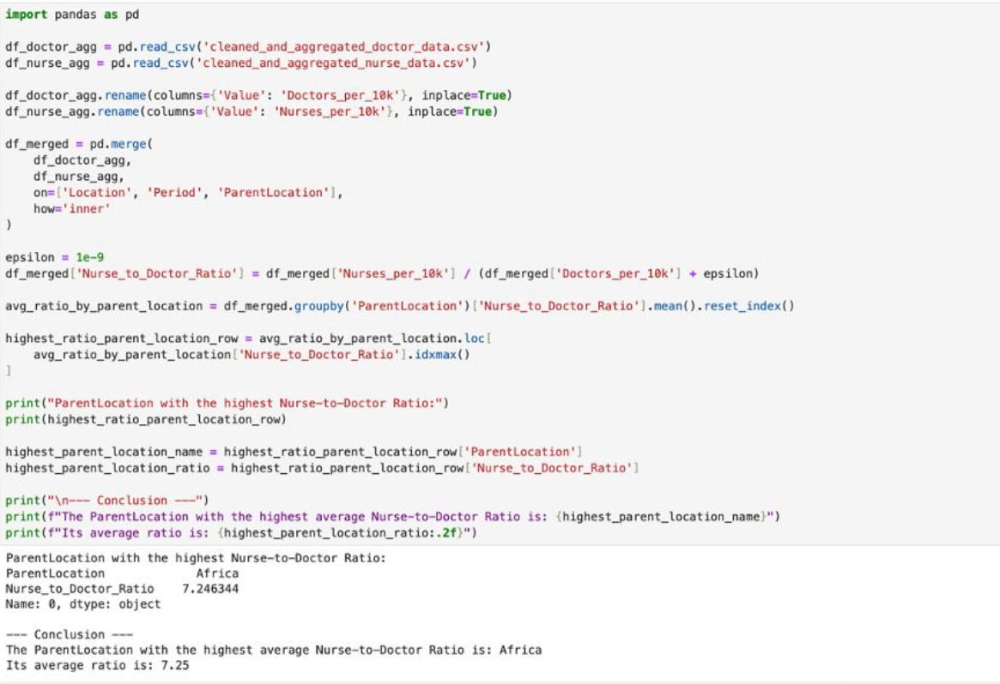 import pandas as pd
df_doctor_agg = pd.read_csv('cleaned_and_aggregated_doctor_data.csv')
df_nurse_agg = pd.read_csv('cleaned_and_aggregated_nurse_data.csv')
df_doctor_agg.rename(columns={'Value': 'Doctors_per_10k'}, inplace=True)
df_nurse_agg.rename(columns={'Value': 'Nurses_per_10k'}, inplace=True)
df_merged = pd.merge(
    df_doctor_agg,
    df_nurse_agg,
    on=['Location', 'Period', 'ParentLocation'],
    how='inner'
)
epsilon = 1e-9
df_merged['Nurse_to_Doctor_Ratio'] = df_merged['Nurses_per_10k'] / (df_merged['Doctors_per_10k'] + epsilon)
avg_ratio_by_parent_location = df_merged.groupby('ParentLocation')['Nurse_to_Doctor_Ratio'].mean().reset_index()
highest_ratio_parent_location_row = avg_ratio_by_parent_location.loc[
    avg_ratio_by_parent_location['Nurse_to_Doctor_Ratio'].idxmax()
]
print("ParentLocation with the highest Nurse-to-Doctor Ratio:")
print(highest_ratio_parent_location_row)
highest_parent_location_name = highest_ratio_parent_location_row['ParentLocation']
highest_parent_location_ratio = highest_ratio_parent_location_row['Nurse_to_Doctor_Ratio']
print("\n--- Conclusion ---")
print(f"The ParentLocation with the highest average Nurse-to-Doctor Ratio is: {highest_parent_location_name}")
print(f"Its average ratio is: {highest_parent_location_ratio:.2f}")
ParentLocation with the highest Nurse-to-Doctor Ratio:
ParentLocation             Africa
Nurse_to_Doctor_Ratio    7.246344
Name: 0, dtype: object
--- Conclusion ---
The ParentLocation with the highest average Nurse-to-Doctor Ratio is: Africa
Its average ratio is: 7.25